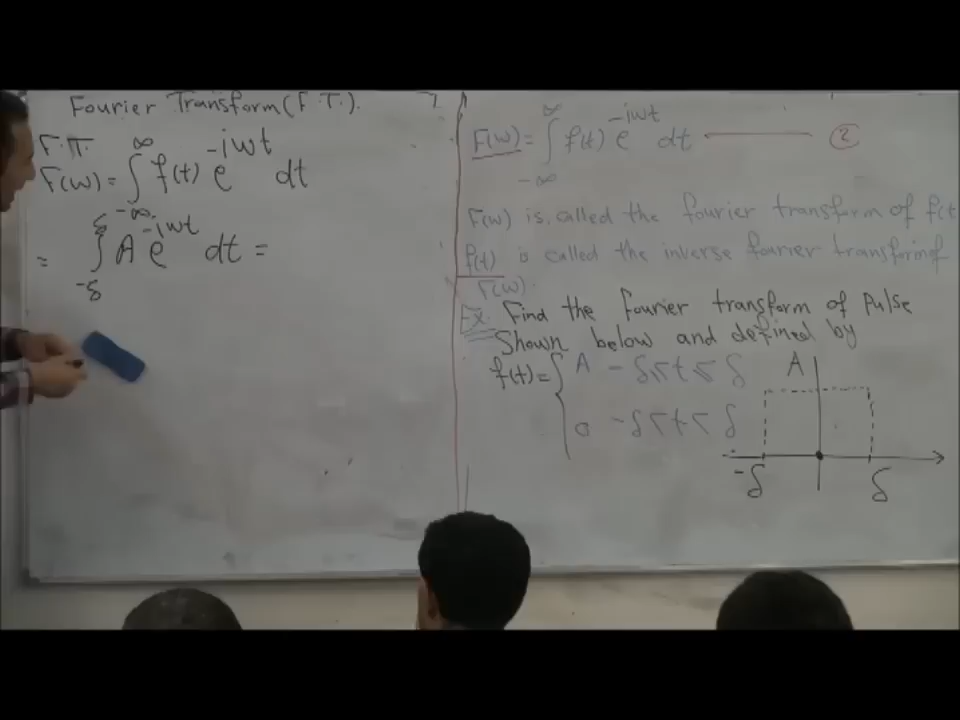 Fourier Transform (F.T.).
F.T.
F(w) = ∫_{-∞}^{∞} f(t) e^{-iwt} dt
= ∫_{-δ}^{δ} A e^{-iwt} dt =
F(w) = ∫_{-∞}^{∞} f(t) e^{-iwt} dt ——— 2
F(w) is called the fourier transform of f(t
f(t) is called the inverse fourier transform of
F(w).
Ex: Find the Fourier transform of pulse
Shown below and defined by
f(t) = { A -δ≤t≤δ
0 -δ>t>δ
A
-δ δ